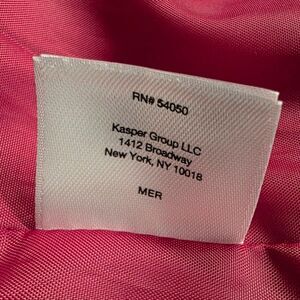 RN# 54050
Kasper Group LLC
1412 Broadway
New York, NY 10018
MER